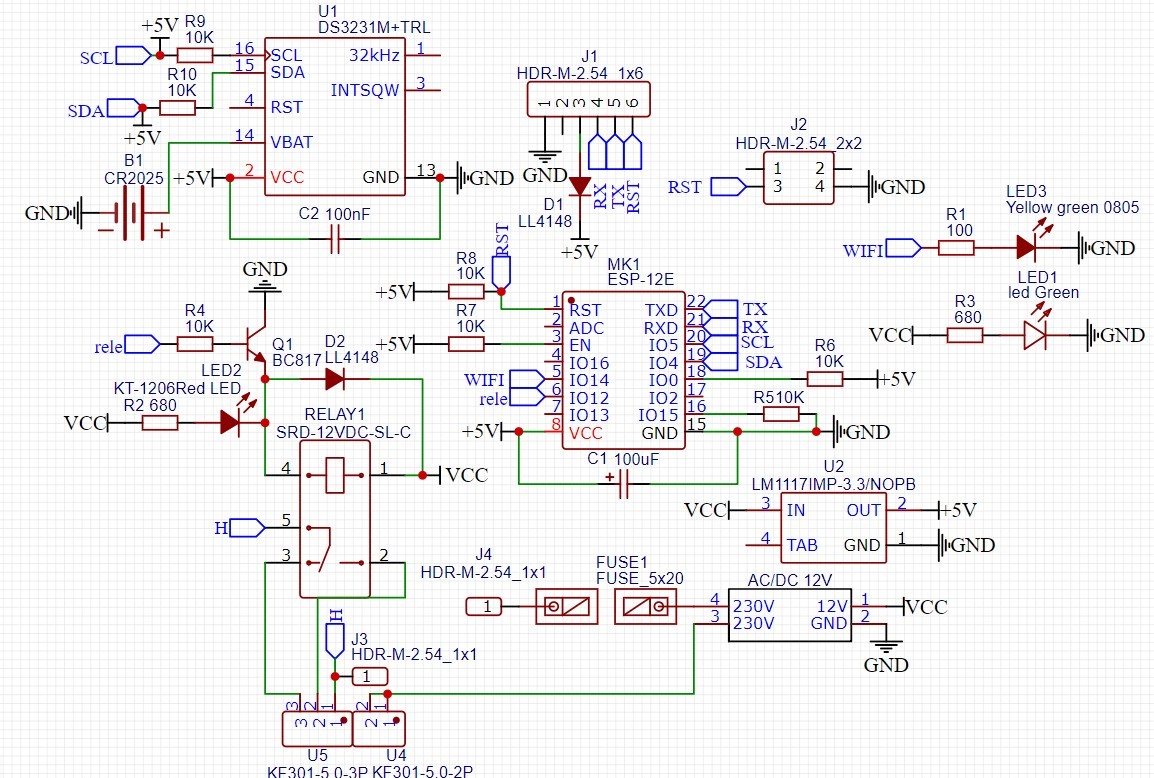 U1
DS3231M+TRL
+5V
R9
10K
SCL
16
SCL
32kHz
1
15
SDA
R10
10K
INTSQW
3
SDA
4
RST
+5V
14
VBAT
B1
CR2025
+5V
2
VCC
GND
13
GND
GND
C2 100nF
J1
HDR-M-2.54_1x6
1 2 3 4 5 6
GND
RX
TX
RST
D1
LL4148
+5V
J2
HDR-M-2.54_2x2
1
2
RST
3
4
GND
LED3
Yellow green 0805
R1
100
WIFI
GND
LED1
led Green
R3
680
VCC
GND
GND
R4
10K
rele
Q1
BC817
D2
LL4148
LED2
KT-1206Red LED
R2 680
VCC
RELAY1
SRD-12VDC-SL-C
4
1
VCC
H
5
3
2
RST
R8
10K
+5V
R7
10K
+5V
MK1
ESP-12E
1
RST
TXD
22
TX
2
ADC
RXD
21
RX
3
EN
IO5
20
SCL
4
IO16
IO4
19
SDA
WIFI
5
IO14
IO0
18
rele
6
IO12
IO2
17
7
IO13
IO15
16
+5V
8
VCC
GND
15
R6
10K
+5V
R510K
GND
C1 100uF
+
U2
LM1117IMP-3.3/NOPB
VCC
3
IN
OUT
2
+5V
4
TAB
GND
1
GND
J4
HDR-M-2.54_1x1
1
FUSE1
FUSE_5x20
AC/DC 12V
4
230V
12V
1
VCC
3
230V
GND
2
GND
H
J3
HDR-M-2.54_1x1
1
3 2 1
2 1
3 2 1
2 1
U5
U4
KF301-5.0-3P
KF301-5.0-2P